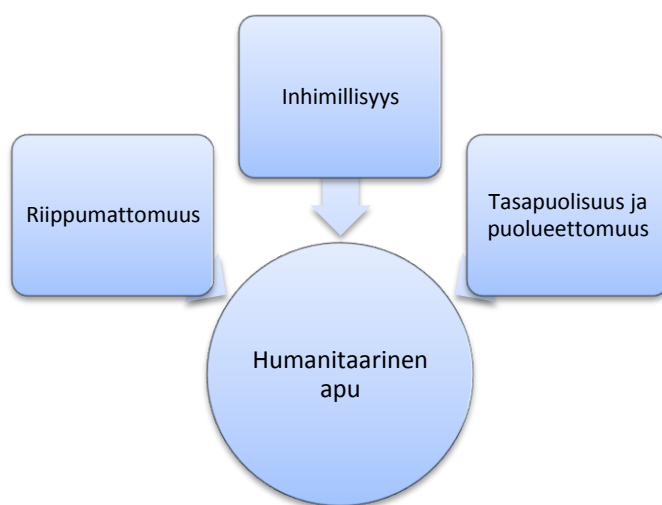 Inhimillisyys
Riippumattomuus
Tasapuolisuus ja
puolueettomuus
Humanitaarinen
apu